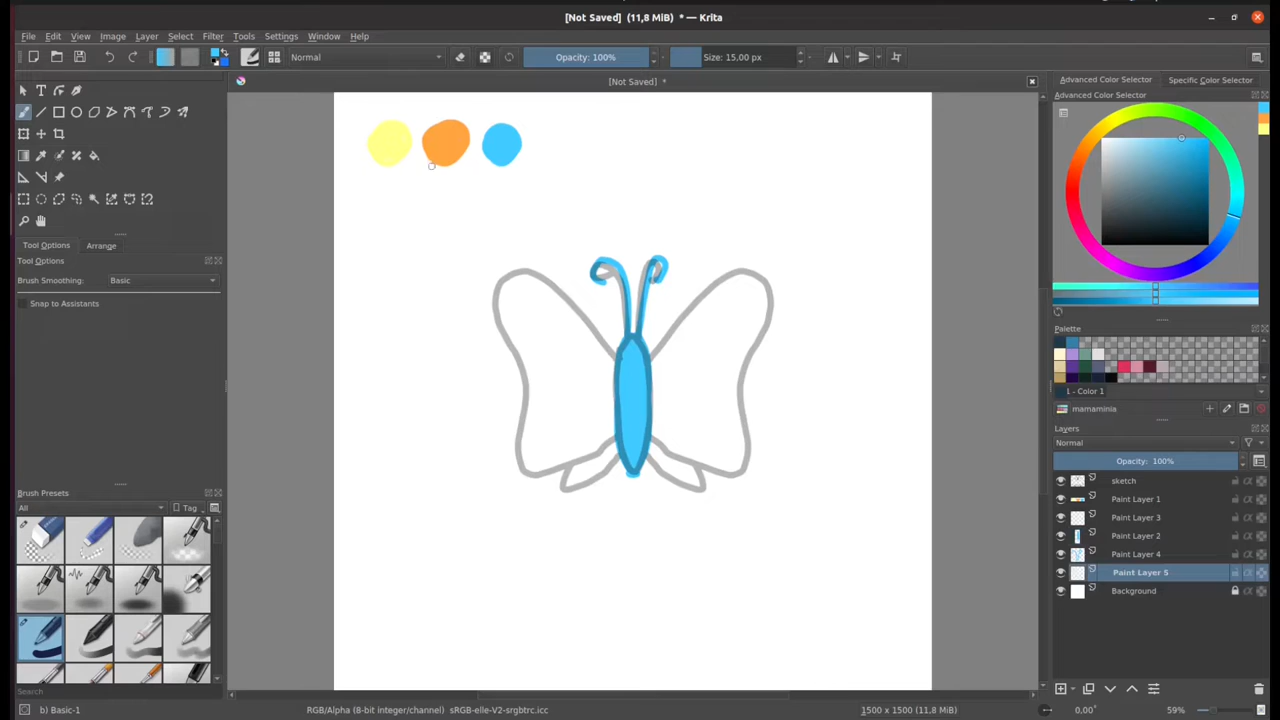 [Not Saved] (11,8 MiB) * — Krita
File Edit View Image Layer Select Filter Tools Settings Window Help
Normal Opacity: 100% Size: 15,00 px
[Not Saved] *
Tool Options Arrange
Tool Options
Brush Smoothing: Basic
Snap to Assistants
Brush Presets
All Tag
Search
b) Basic-1
RGB/Alpha (8-bit integer/channel) sRGB-elle-V2-srgbtrc.icc
1500 x 1500 (11,8 MiB)
0,00°
59%
Advanced Color Selector Specific Color Selector
Advanced Color Selector
Palette
1 - Color 1
mamaminia
Layers
Normal
Opacity: 100%
sketch
Paint Layer 1
Paint Layer 3
Paint Layer 2
Paint Layer 4
Paint Layer 5
Background